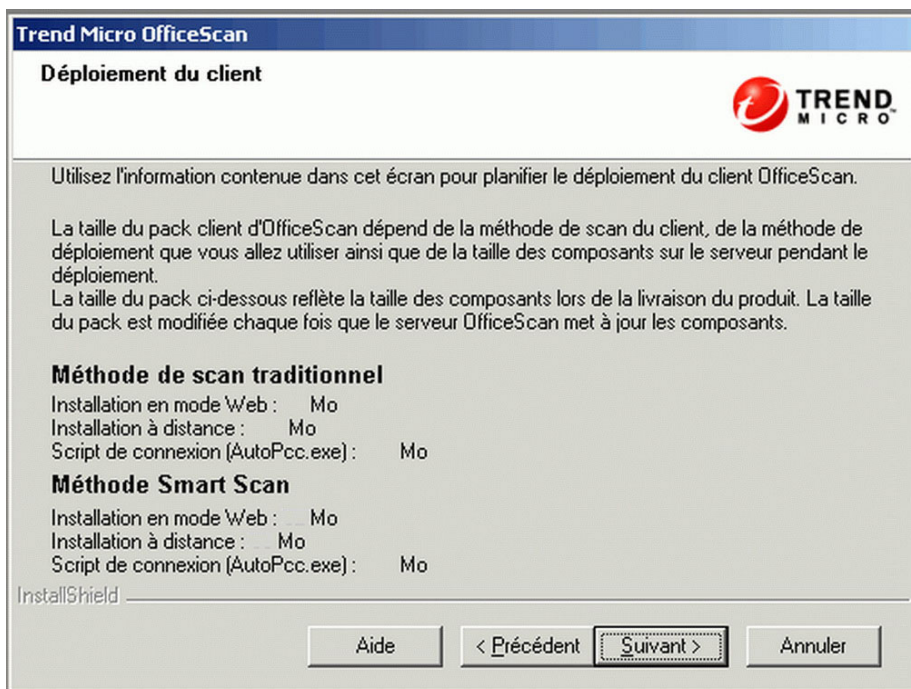 Trend Micro OfficeScan
Déploiement du client
TREND
MICRO
Utilisez l'information contenue dans cet écran pour planifier le déploiement du client OfficeScan.
La taille du pack client d'OfficeScan dépend de la méthode de scan du client, de la méthode de
déploiement que vous allez utiliser ainsi que de la taille des composants sur le serveur pendant le
déploiement.
La taille du pack ci-dessous reflète la taille des composants lors de la livraison du produit. La taille
du pack est modifiée chaque fois que le serveur OfficeScan met à jour les composants.
Méthode de scan traditionnel
Installation en mode Web : Mo
Installation à distance : Mo
Script de connexion (AutoPcc.exe) : Mo
Méthode Smart Scan
Installation en mode Web : Mo
Installation à distance : Mo
Script de connexion (AutoPcc.exe) : Mo
InstallShield
Aide < Précédent Suivant > Annuler